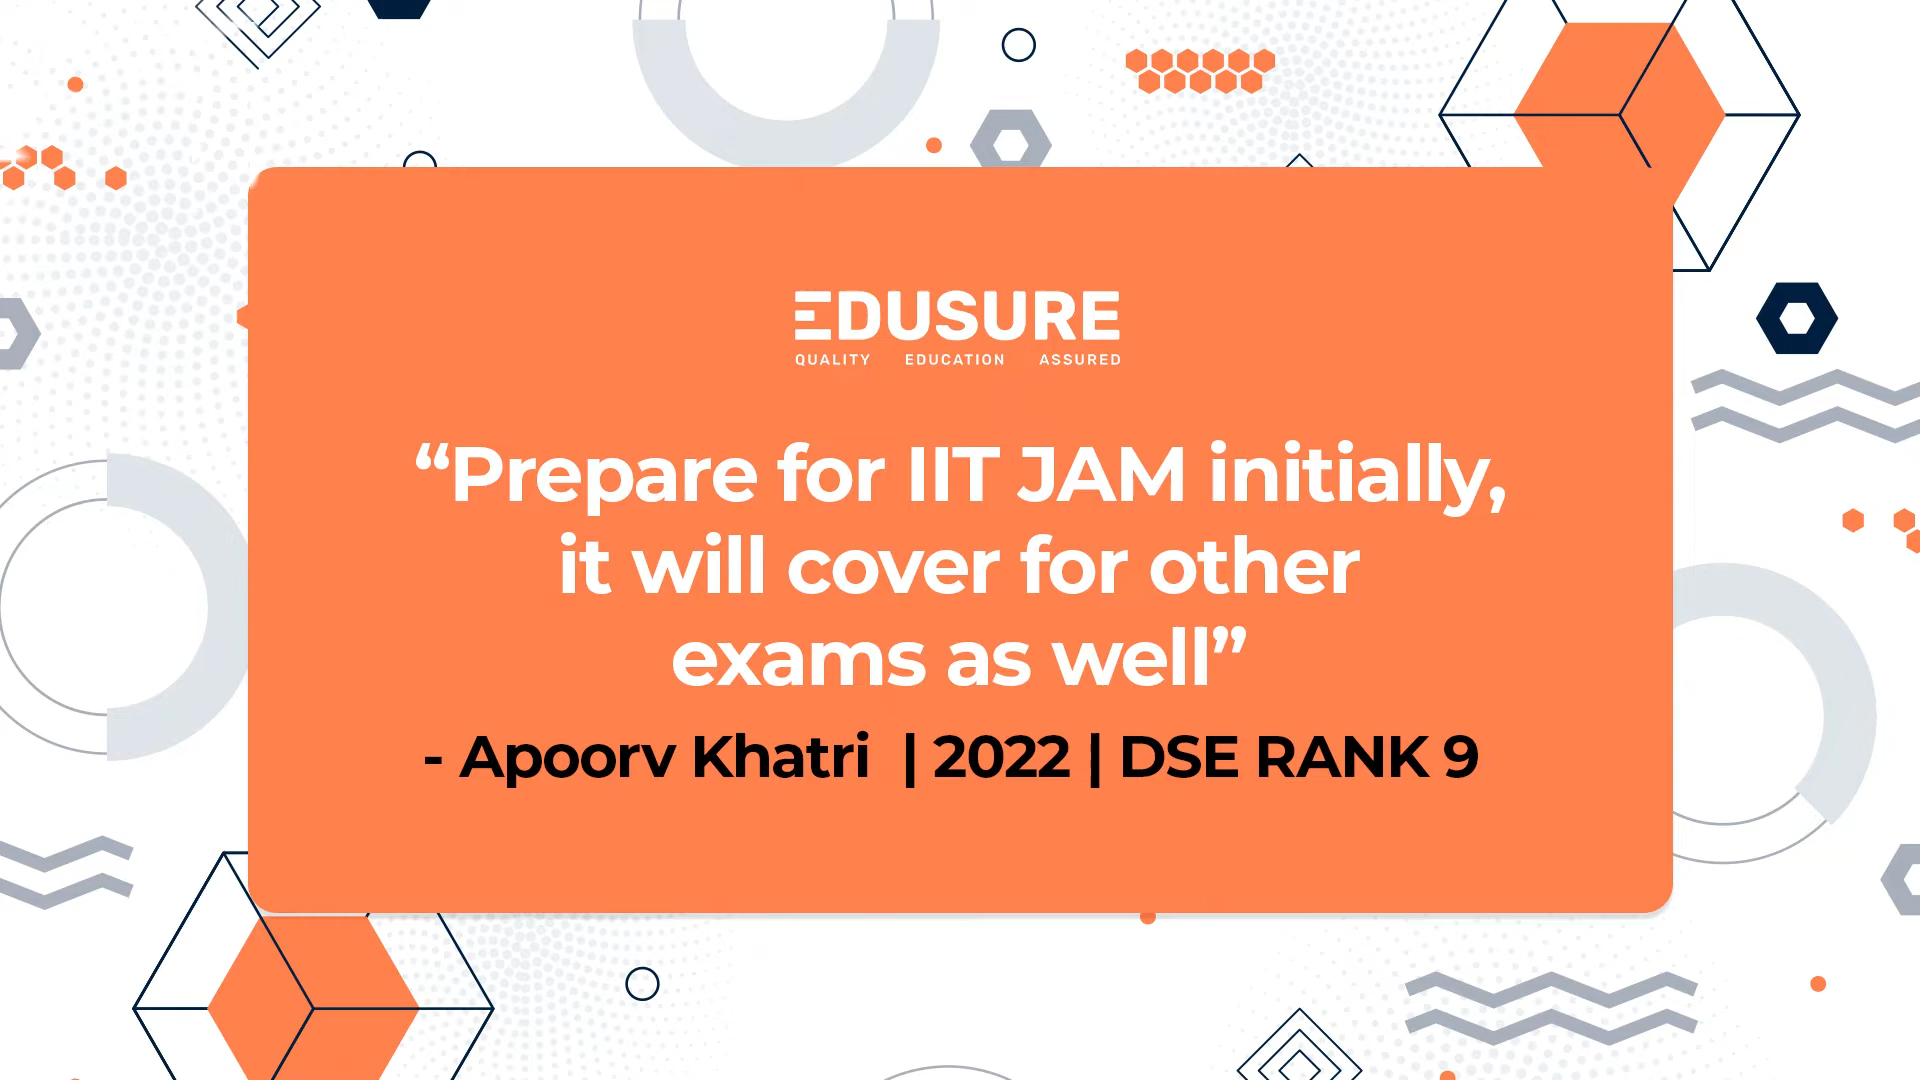 EDUSURE
QUALITY EDUCATION ASSURED
“Prepare for IIT JAM initially,
it will cover for other
exams as well”
- Apoorv Khatri | 2022 | DSE RANK 9